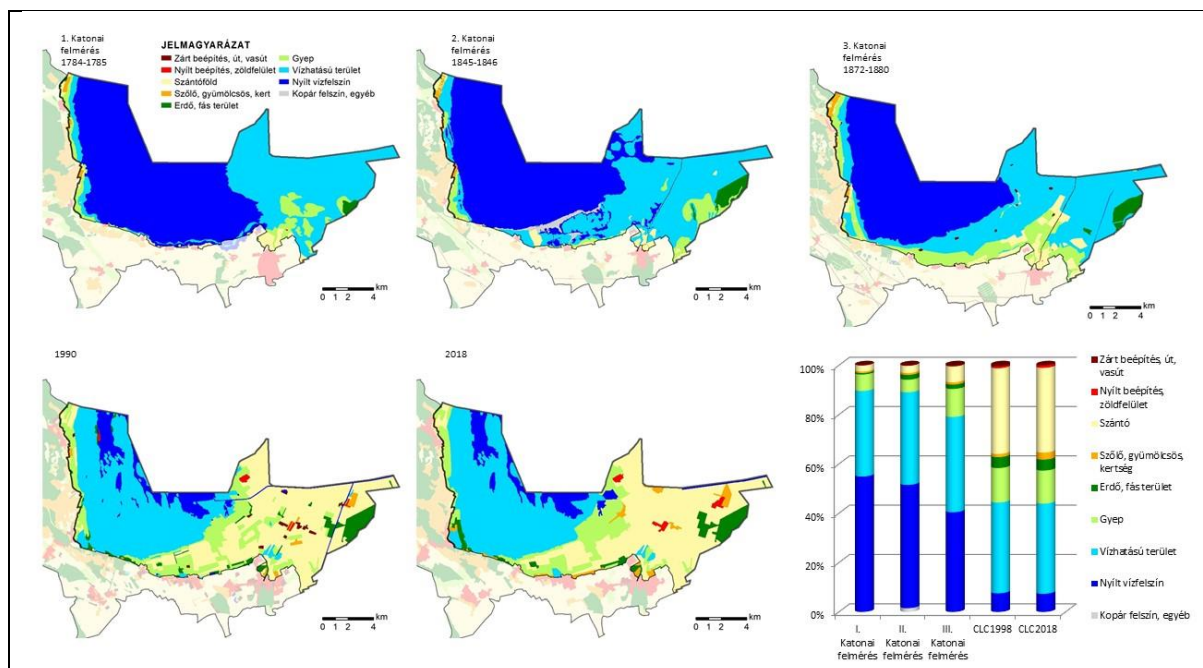 1. Katonai
felmérés
1784-1785
JELMAGYARÁZAT
Zárt beépítés, út, vasút
Nyílt beépítés, zöldfelület
Szántóföld
Szőlő, gyümölcsös, kert
Erdő, fás terület
Gyep
Vízhatású terület
Nyílt vízfelszín
Kopár felszín, egyéb
km
0 1 2 4
2. Katonai
felmérés
1845-1846
km
0 1 2 4
3. Katonai
felmérés
1872-1880
km
0 1 2 4
1990
km
0 1 2 4
2018
km
0 1 2 4
100%
80%
60%
40%
20%
0%
I.
Katonai
felmérés
II.
Katonai
felmérés
III.
Katonai
felmérés
CLC1998
CLC2018
Zárt beépítés, út,
vasút
Nyílt beépítés,
zöldfelület
Szántó
Szőlő, gyümölcsös,
kertség
Erdő, fás terület
Gyep
Vízhatású terület
Nyílt vízfelszín
Kopár felszín, egyéb